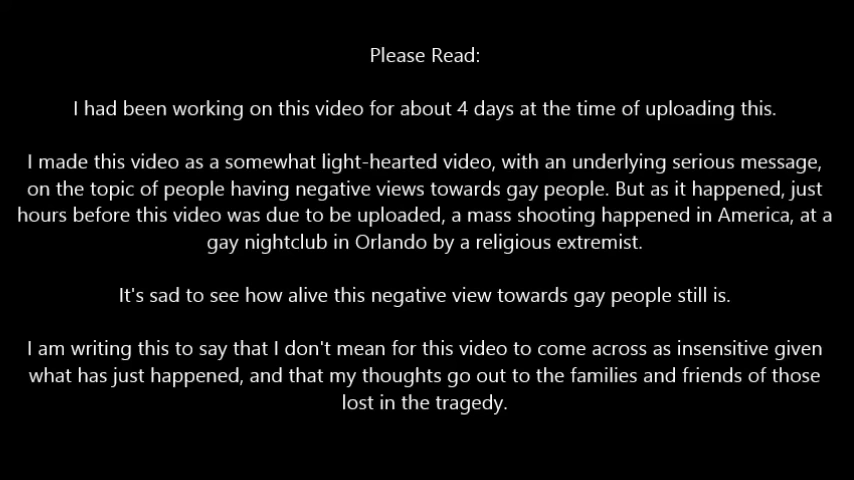 Please Read:
I had been working on this video for about 4 days at the time of uploading this.
I made this video as a somewhat light-hearted video, with an underlying serious message,
on the topic of people having negative views towards gay people. But as it happened, just
hours before this video was due to be uploaded, a mass shooting happened in America, at a
gay nightclub in Orlando by a religious extremist.
It's sad to see how alive this negative view towards gay people still is.
I am writing this to say that I don't mean for this video to come across as insensitive given
what has just happened, and that my thoughts go out to the families and friends of those
lost in the tragedy.